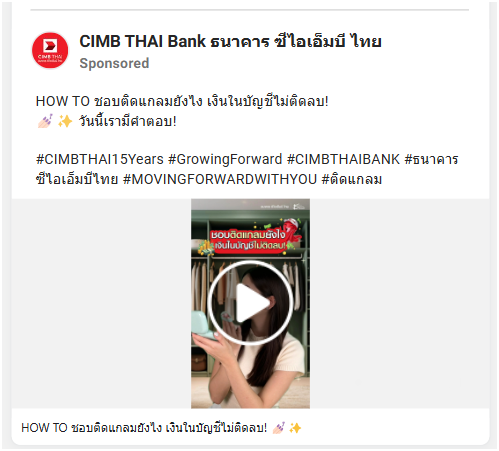 CIMB THAI
CIMB THAI Bank ธนาคาร ซีไอเอ็มบี ไทย
Sponsored
HOW TO ชอบติดแกลมยังไง เงินในบัญชีไม่ติดลบ!
💅🏻 ✨ วันนี้เรามีคำตอบ!
#CIMBTHAI15Years #GrowingForward #CIMBTHAIBANK #ธนาคาร
ซีไอเอ็มบีไทย #MOVINGFORWARDWITHYOU #ติดแกลม
ชอบติดแกลมยังไง
เงินในบัญชีไม่ติดลบ!
HOW TO ชอบติดแกลมยังไง เงินในบัญชีไม่ติดลบ! 💅🏻 ✨